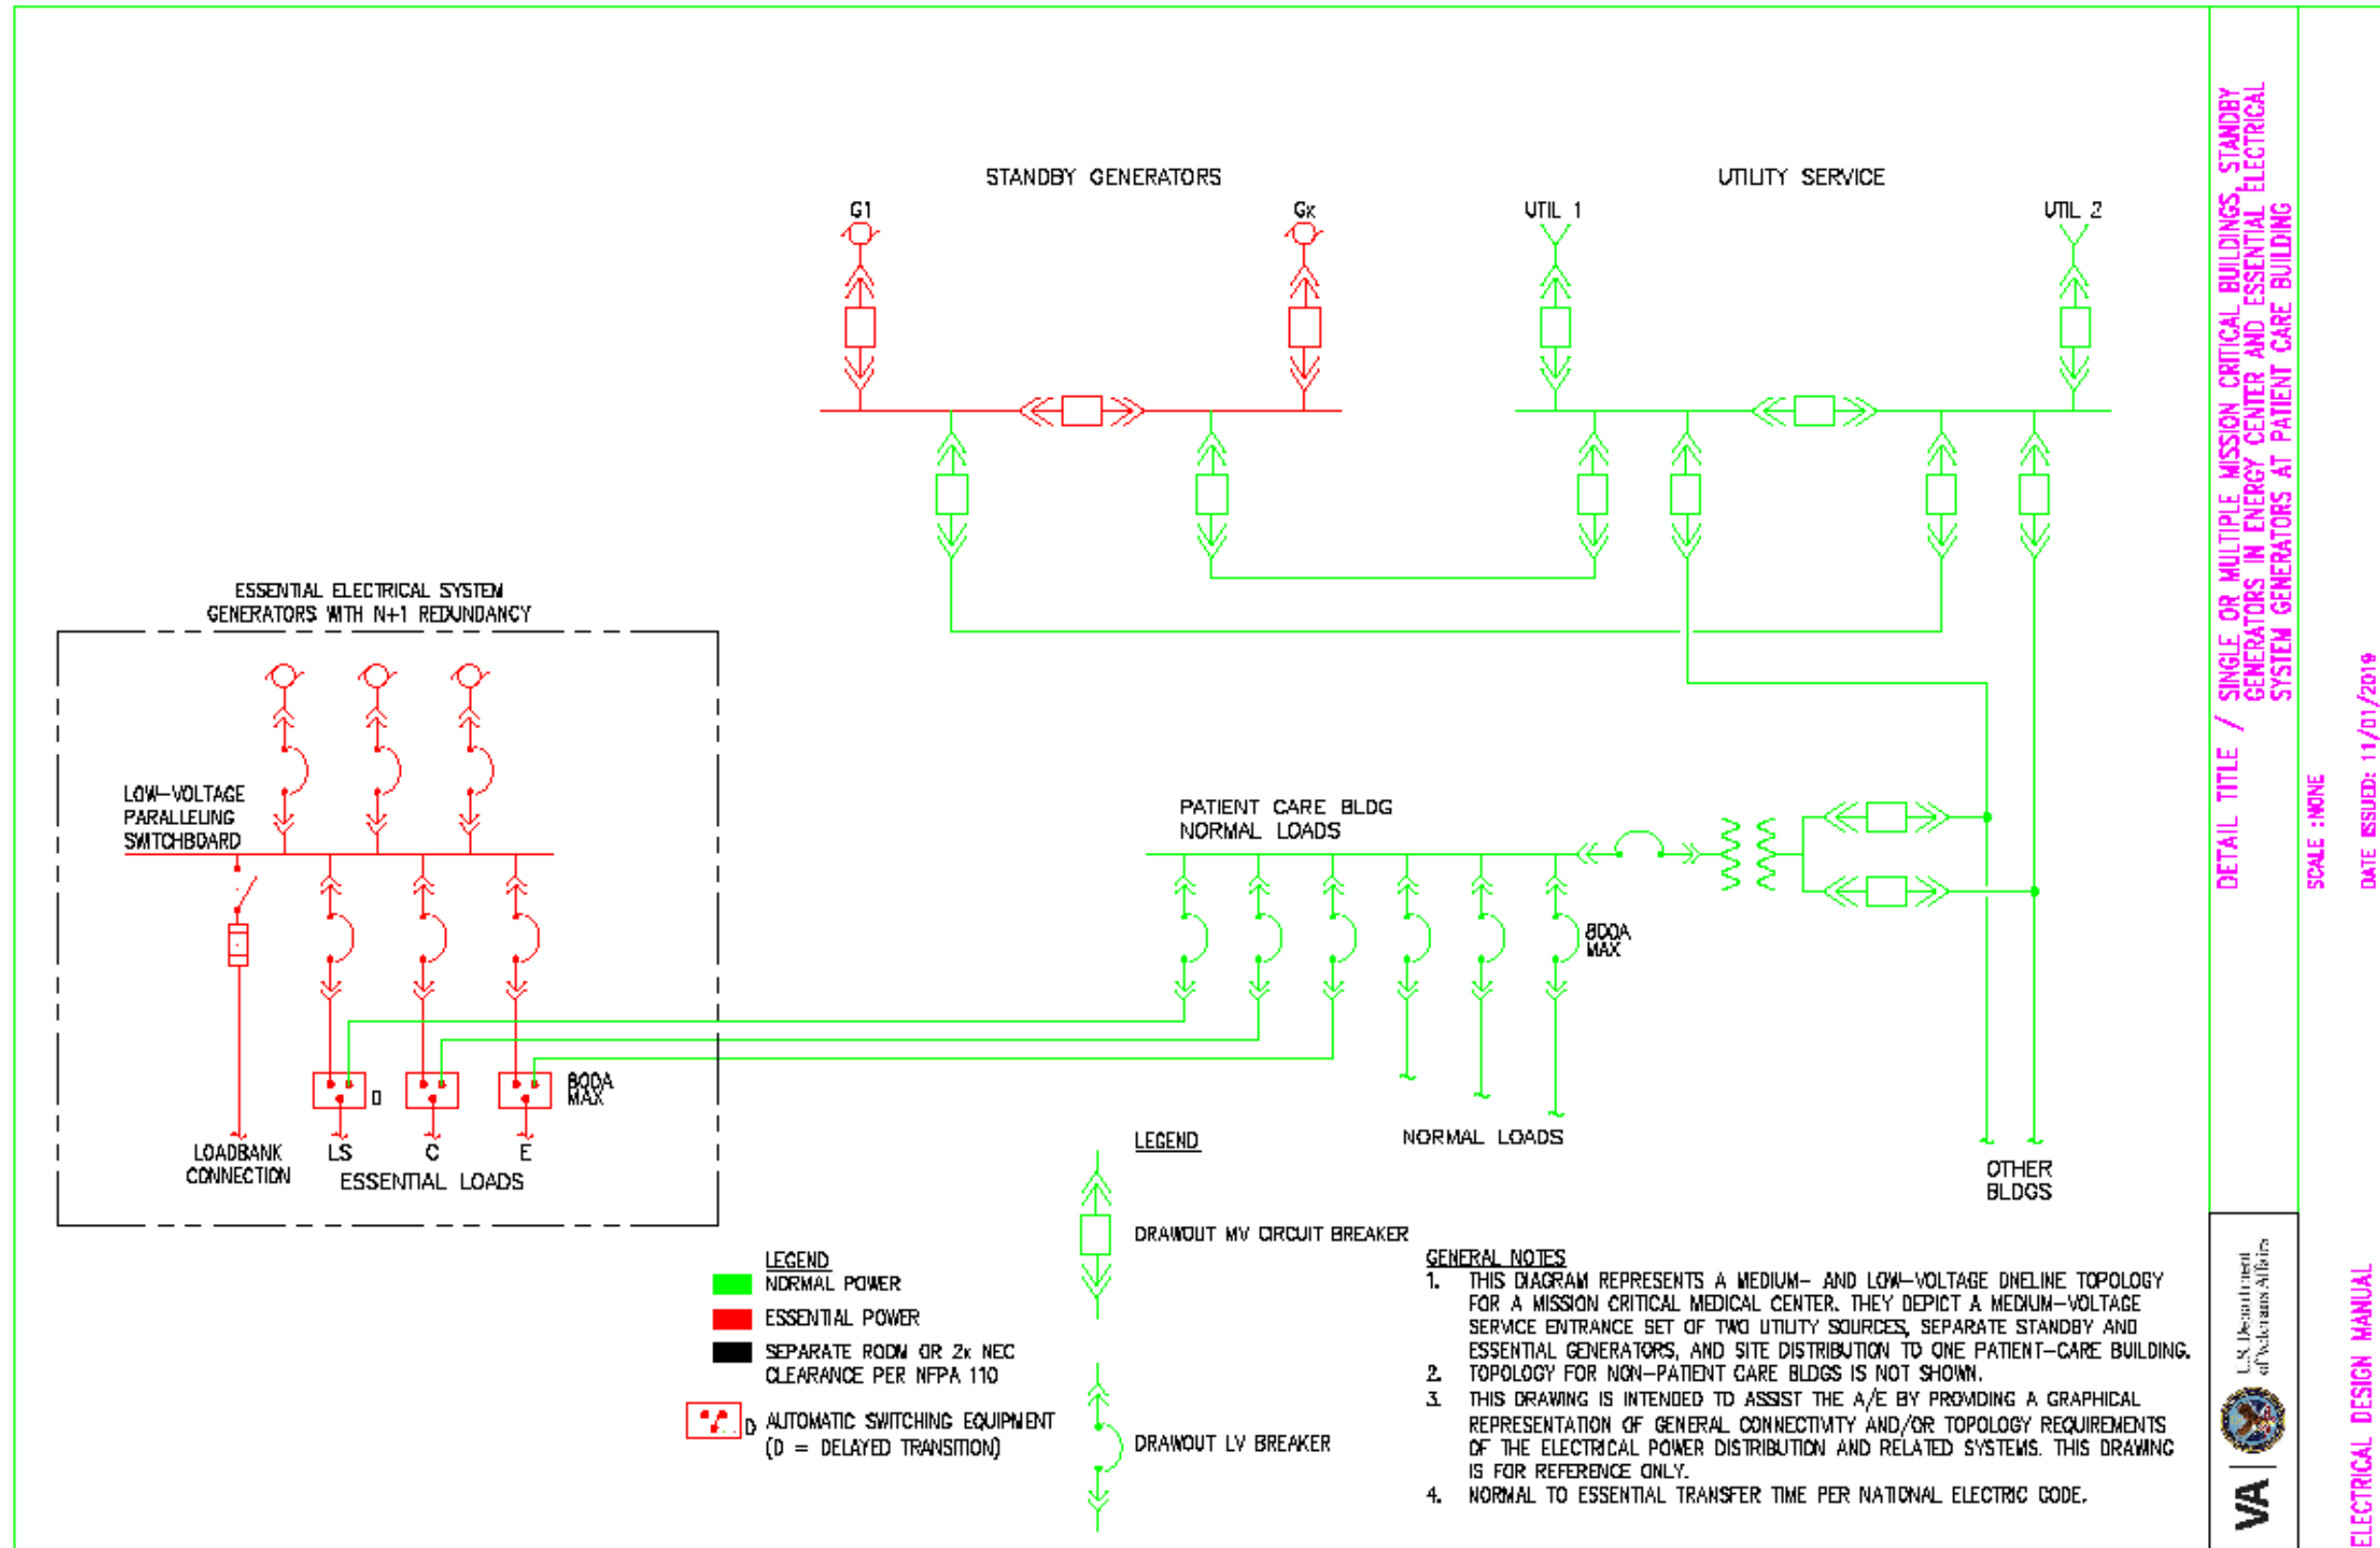 STANDBY GENERATORS
UTILITY SERVICE
G1
Gx
UTIL 1
UTIL 2
ESSENTIAL ELECTRICAL SYSTEM
GENERATORS WITH N+1 REDUNDANCY
LOW-VOLTAGE
PARALLELING
SWITCHBOARD
PATIENT CARE BLDG
NORMAL LOADS
800A
MAX
D
800A
MAX
LOADBANK
CONNECTION
LS
C
E
ESSENTIAL LOADS
NORMAL LOADS
OTHER
BLDGS
LEGEND
DRAWOUT MV CIRCUIT BREAKER
DRAWOUT LV BREAKER
LEGEND
NORMAL POWER
ESSENTIAL POWER
SEPARATE ROOM OR 2x NEC
CLEARANCE PER NFPA 110
D AUTOMATIC SWITCHING EQUIPMENT
(D = DELAYED TRANSITION)
GENERAL NOTES
1. THIS DIAGRAM REPRESENTS A MEDIUM- AND LOW-VOLTAGE ONELINE TOPOLOGY
FOR A MISSION CRITICAL MEDICAL CENTER. THEY DEPICT A MEDIUM-VOLTAGE
SERVICE ENTRANCE SET OF TWO UTILITY SOURCES, SEPARATE STANDBY AND
ESSENTIAL GENERATORS, AND SITE DISTRIBUTION TO ONE PATIENT-CARE BUILDING.
2. TOPOLOGY FOR NON-PATIENT CARE BLDGS IS NOT SHOWN.
3. THIS DRAWING IS INTENDED TO ASSIST THE A/E BY PROVIDING A GRAPHICAL
REPRESENTATION OF GENERAL CONNECTIVITY AND/OR TOPOLOGY REQUIREMENTS
OF THE ELECTRICAL POWER DISTRIBUTION AND RELATED SYSTEMS. THIS DRAWING
IS FOR REFERENCE ONLY.
4. NORMAL TO ESSENTIAL TRANSFER TIME PER NATIONAL ELECTRIC CODE.
DETAIL TITLE / SINGLE OR MULTIPLE MISSION CRITICAL BUILDINGS, STANDBY
GENERATORS IN ENERGY CENTER AND ESSENTIAL ELECTRICAL
SYSTEM GENERATORS AT PATIENT CARE BUILDING
SCALE :NONE
DATE ISSUED: 11/01/2019
VA
U.S. Department
of Veterans Affairs
ELECTRICAL DESIGN MANUAL